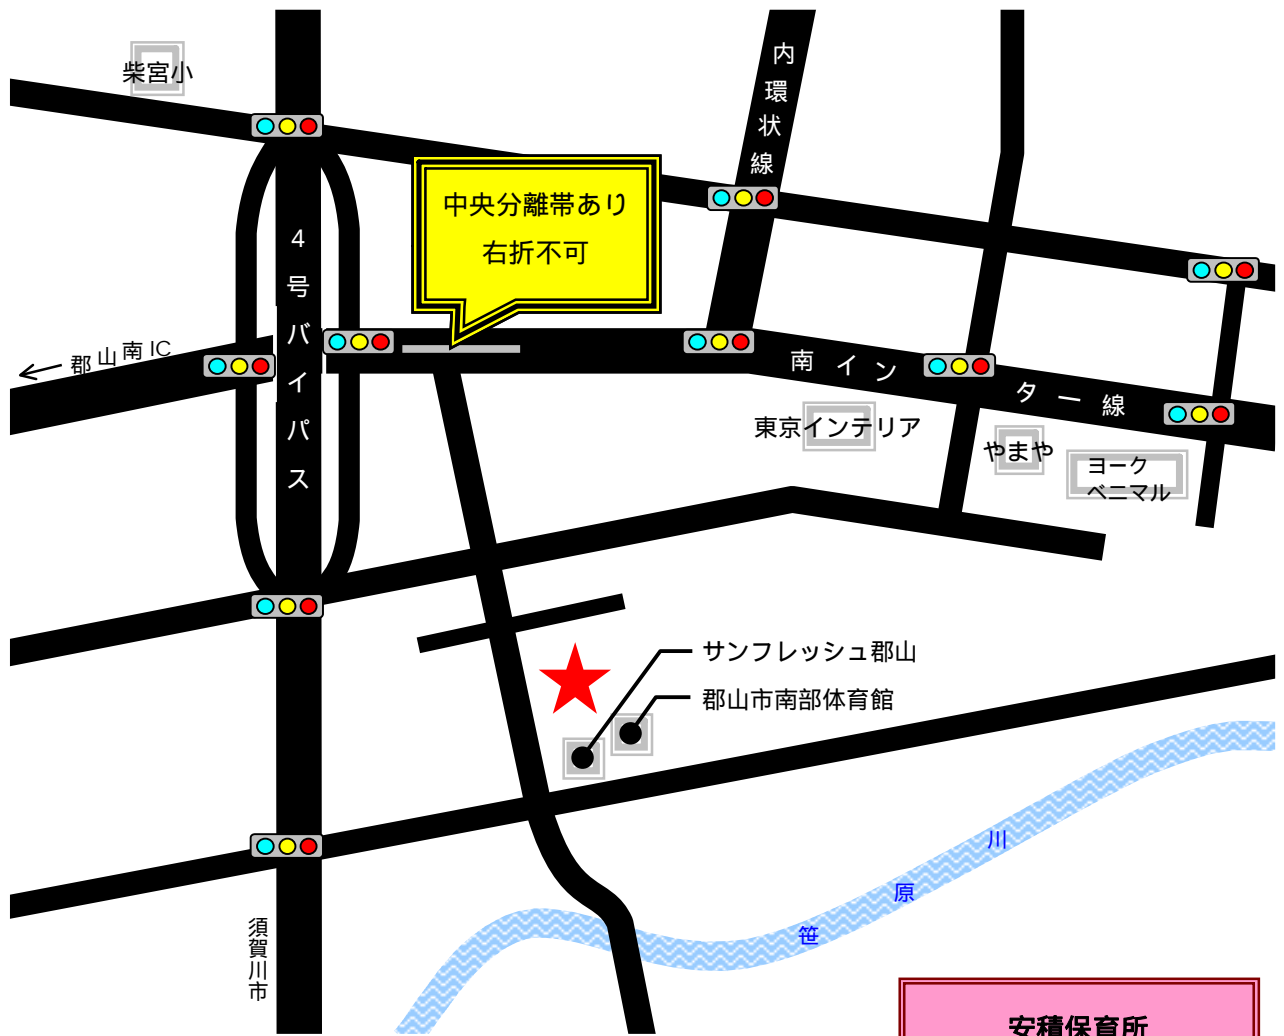 柴宮小
内環状線
中央分離帯あり
右折不可
4号バイパス
郡山南IC
南インター線
東京インテリア
やまや
ヨーク
ベニマル
サンフレッシュ郡山
郡山市南部体育館
笹原川
須賀川市
安積保育所